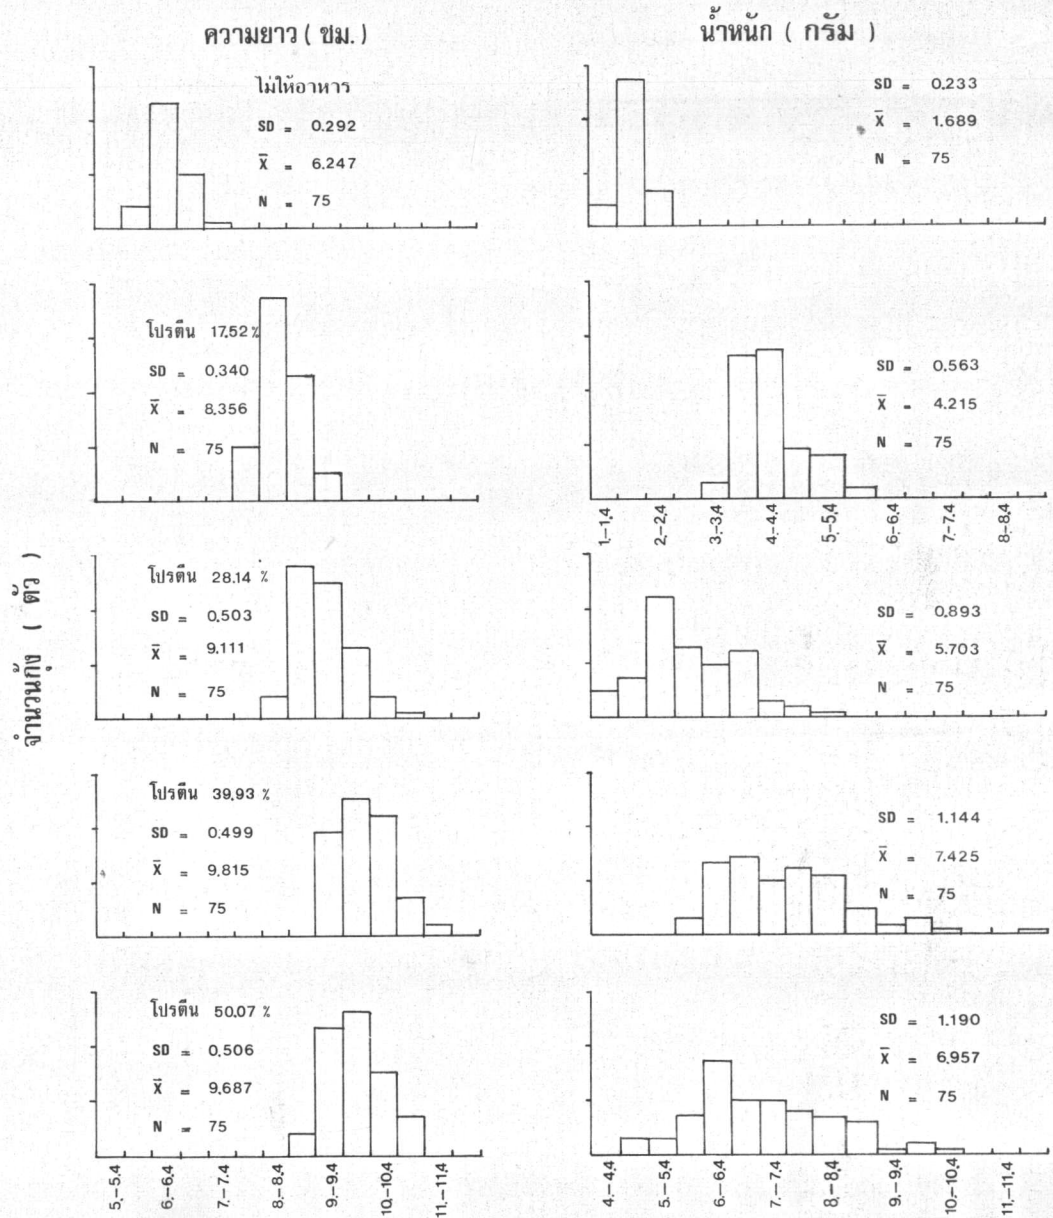 ความยาว ( ซม. )
น้ำหนัก ( กรัม )
ไม่ให้อาหาร
SD = 0.292
X̄ = 6.247
N = 75
SD = 0,233
X̄ = 1.689
N = 75
โปรตีน 17.52 %
SD = 0,340
X̄ = 8,356
N = 75
SD = 0,563
X̄ = 4.215
N = 75
1,-1,4
2,-2,4
3,-3,4
4,-4,4
5,-5,4
6,-6,4
7,-7,4
8,-8,4
จำนวนกุ้ง ( ตัว )
โปรตีน 28.14 %
SD = 0,503
X̄ = 9.111
N = 75
SD = 0,893
X̄ = 5.703
N = 75
โปรตีน 39,93 %
SD = 0,499
X̄ = 9,815
N = 75
SD = 1.144
X̄ = 7.425
N = 75
โปรตีน 50.07 %
SD = 0,506
X̄ = 9,687
N = 75
SD = 1.190
X̄ = 6,957
N = 75
5,-5,4
6,-6,4
7,-7,4
8,-8,4
9,-9,4
10,-10,4
11,-11,4
4,-4,4
5,-5,4
6,-6,4
7,-7,4
8,-8,4
9,-9,4
10,-10,4
11,-11,4